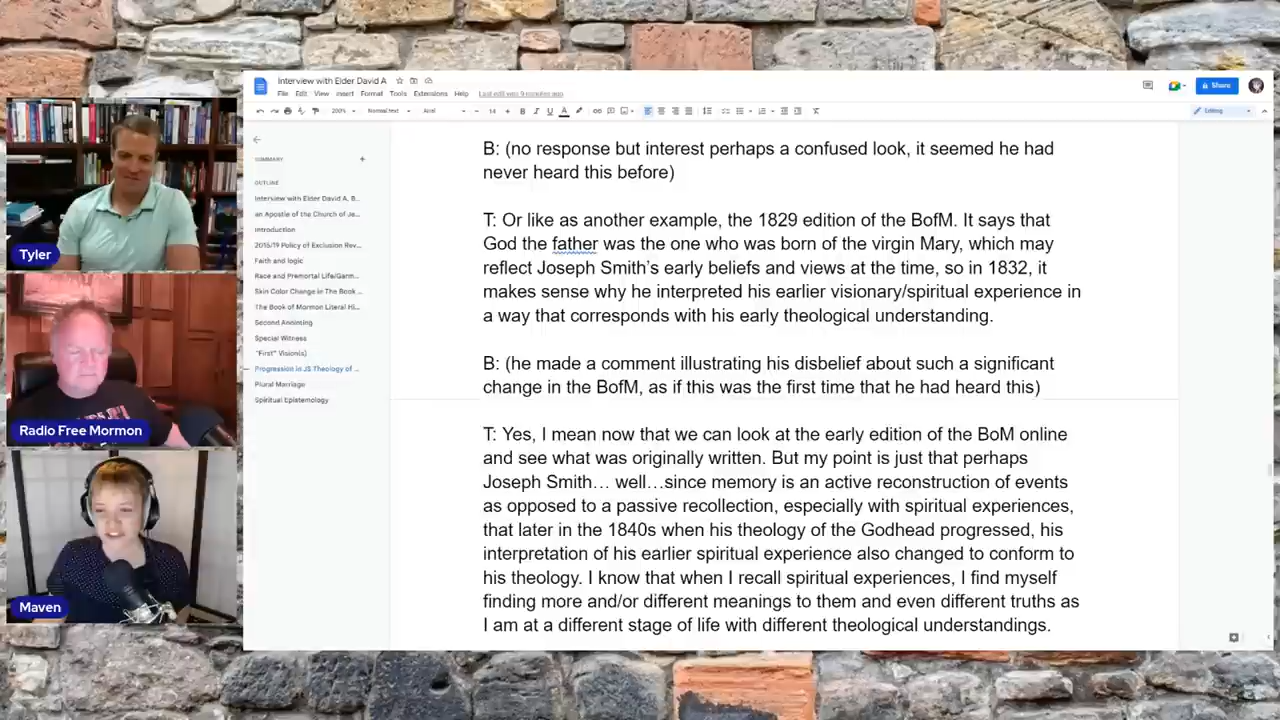 Interview with Elder David A
File Edit View Insert Format Tools Extensions Help Last edit was 9 minutes ago
Share
200% Normal text Arial 14 Editing
SUMMARY
OUTLINE
Interview with Elder David A. B...
an Apostle of the Church of Je...
Introduction
2015/19 Policy of Exclusion Rev...
Faith and logic
Race and Premortal Life/Garm...
Skin Color Change in The Book ...
The Book of Mormon Literal Hi...
Second Anointing
Special Witness
"First" Vision(s)
Progression in JS Theology of ...
Plural Marriage
Spiritual Epistemology
B: (no response but interest perhaps a confused look, it seemed he had
never heard this before)
T: Or like as another example the 1829 edition of the BofM. It says that
God the father was the one who was born of the virgin Mary, which may
reflect Joseph Smith's early beliefs and views at the time, so in 1832, it
makes sense why he interpreted his earlier visionary/spiritual experience in
a way that corresponds with his early theological understanding.
B: (he made a comment illustrating his disbelief about such a significant
change in the BofM, as if this was the first time that he had heard this)
T: Yes, I mean now that we can look at the early edition of the BoM online
and see what was originally written. But my point is just that perhaps
Joseph Smith… well…since memory is an active reconstruction of events
as opposed to a passive recollection, especially with spiritual experiences,
that later in the 1840s when his theology of the Godhead progressed, his
interpretation of his earlier spiritual experience also changed to conform to
his theology. I know that when I recall spiritual experiences, I find myself
finding more and/or different meanings to them and even different truths as
I am at a different stage of life with different theological understandings.
Tyler
Radio Free Mormon
Maven